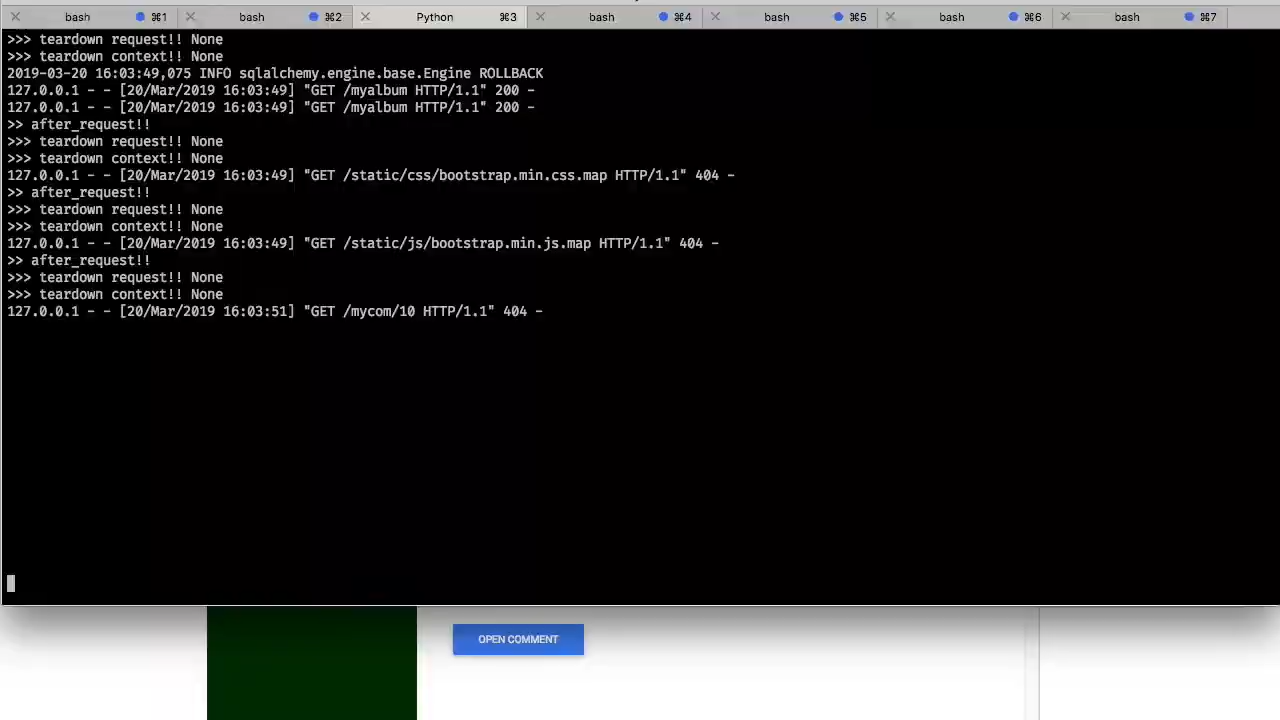 bash ⌘1 bash ⌘2 Python ⌘3 bash ⌘4 bash ⌘5 bash ⌘6 bash ⌘7
>>> teardown request!! None
>>> teardown context!! None
2019-03-20 16:03:49,075 INFO sqlalchemy.engine.base.Engine ROLLBACK
127.0.0.1 - - [20/Mar/2019 16:03:49] "GET /myalbum HTTP/1.1" 200 -
127.0.0.1 - - [20/Mar/2019 16:03:49] "GET /myalbum HTTP/1.1" 200 -
>> after_request!!
>>> teardown request!! None
>>> teardown context!! None
127.0.0.1 - - [20/Mar/2019 16:03:49] "GET /static/css/bootstrap.min.css.map HTTP/1.1" 404 -
>> after_request!!
>>> teardown request!! None
>>> teardown context!! None
127.0.0.1 - - [20/Mar/2019 16:03:49] "GET /static/js/bootstrap.min.js.map HTTP/1.1" 404 -
>> after_request!!
>>> teardown request!! None
>>> teardown context!! None
127.0.0.1 - - [20/Mar/2019 16:03:51] "GET /mycom/10 HTTP/1.1" 404 -
OPEN COMMENT